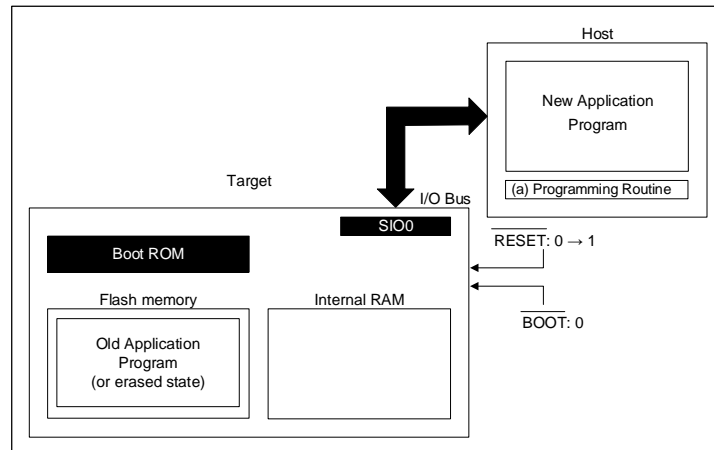 Host
New Application
Program
(a) Programming Routine
Target
I/O Bus
SIO0
RESET: 0 → 1
Boot ROM
Flash memory
Internal RAM
BOOT: 0
Old Application
Program
(or erased state)